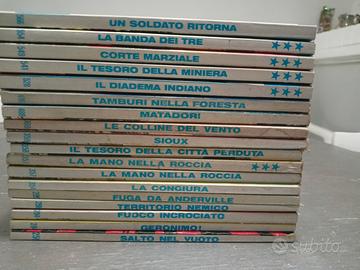 UN SOLDATO RITORNA
LA BANDA DEI TRE
CORTE MARZIALE
IL TESORO DELLA MINIERA
IL DIADEMA INDIANO
TAMBURI NELLA FORESTA
MATADOR!
LE COLLINE DEL VENTO
SIOUX
IL TESORO DELLA CITTÀ PERDUTA
LA MANO NELLA ROCCIA
LA MANO NELLA ROCCIA
LA CONGIURA
FUGA DA ANDERVILLE
TERRITORIO NEMICO
FUOCO INCROCIATO
GERONIMO!
SALTO NEL VUOTO
subito